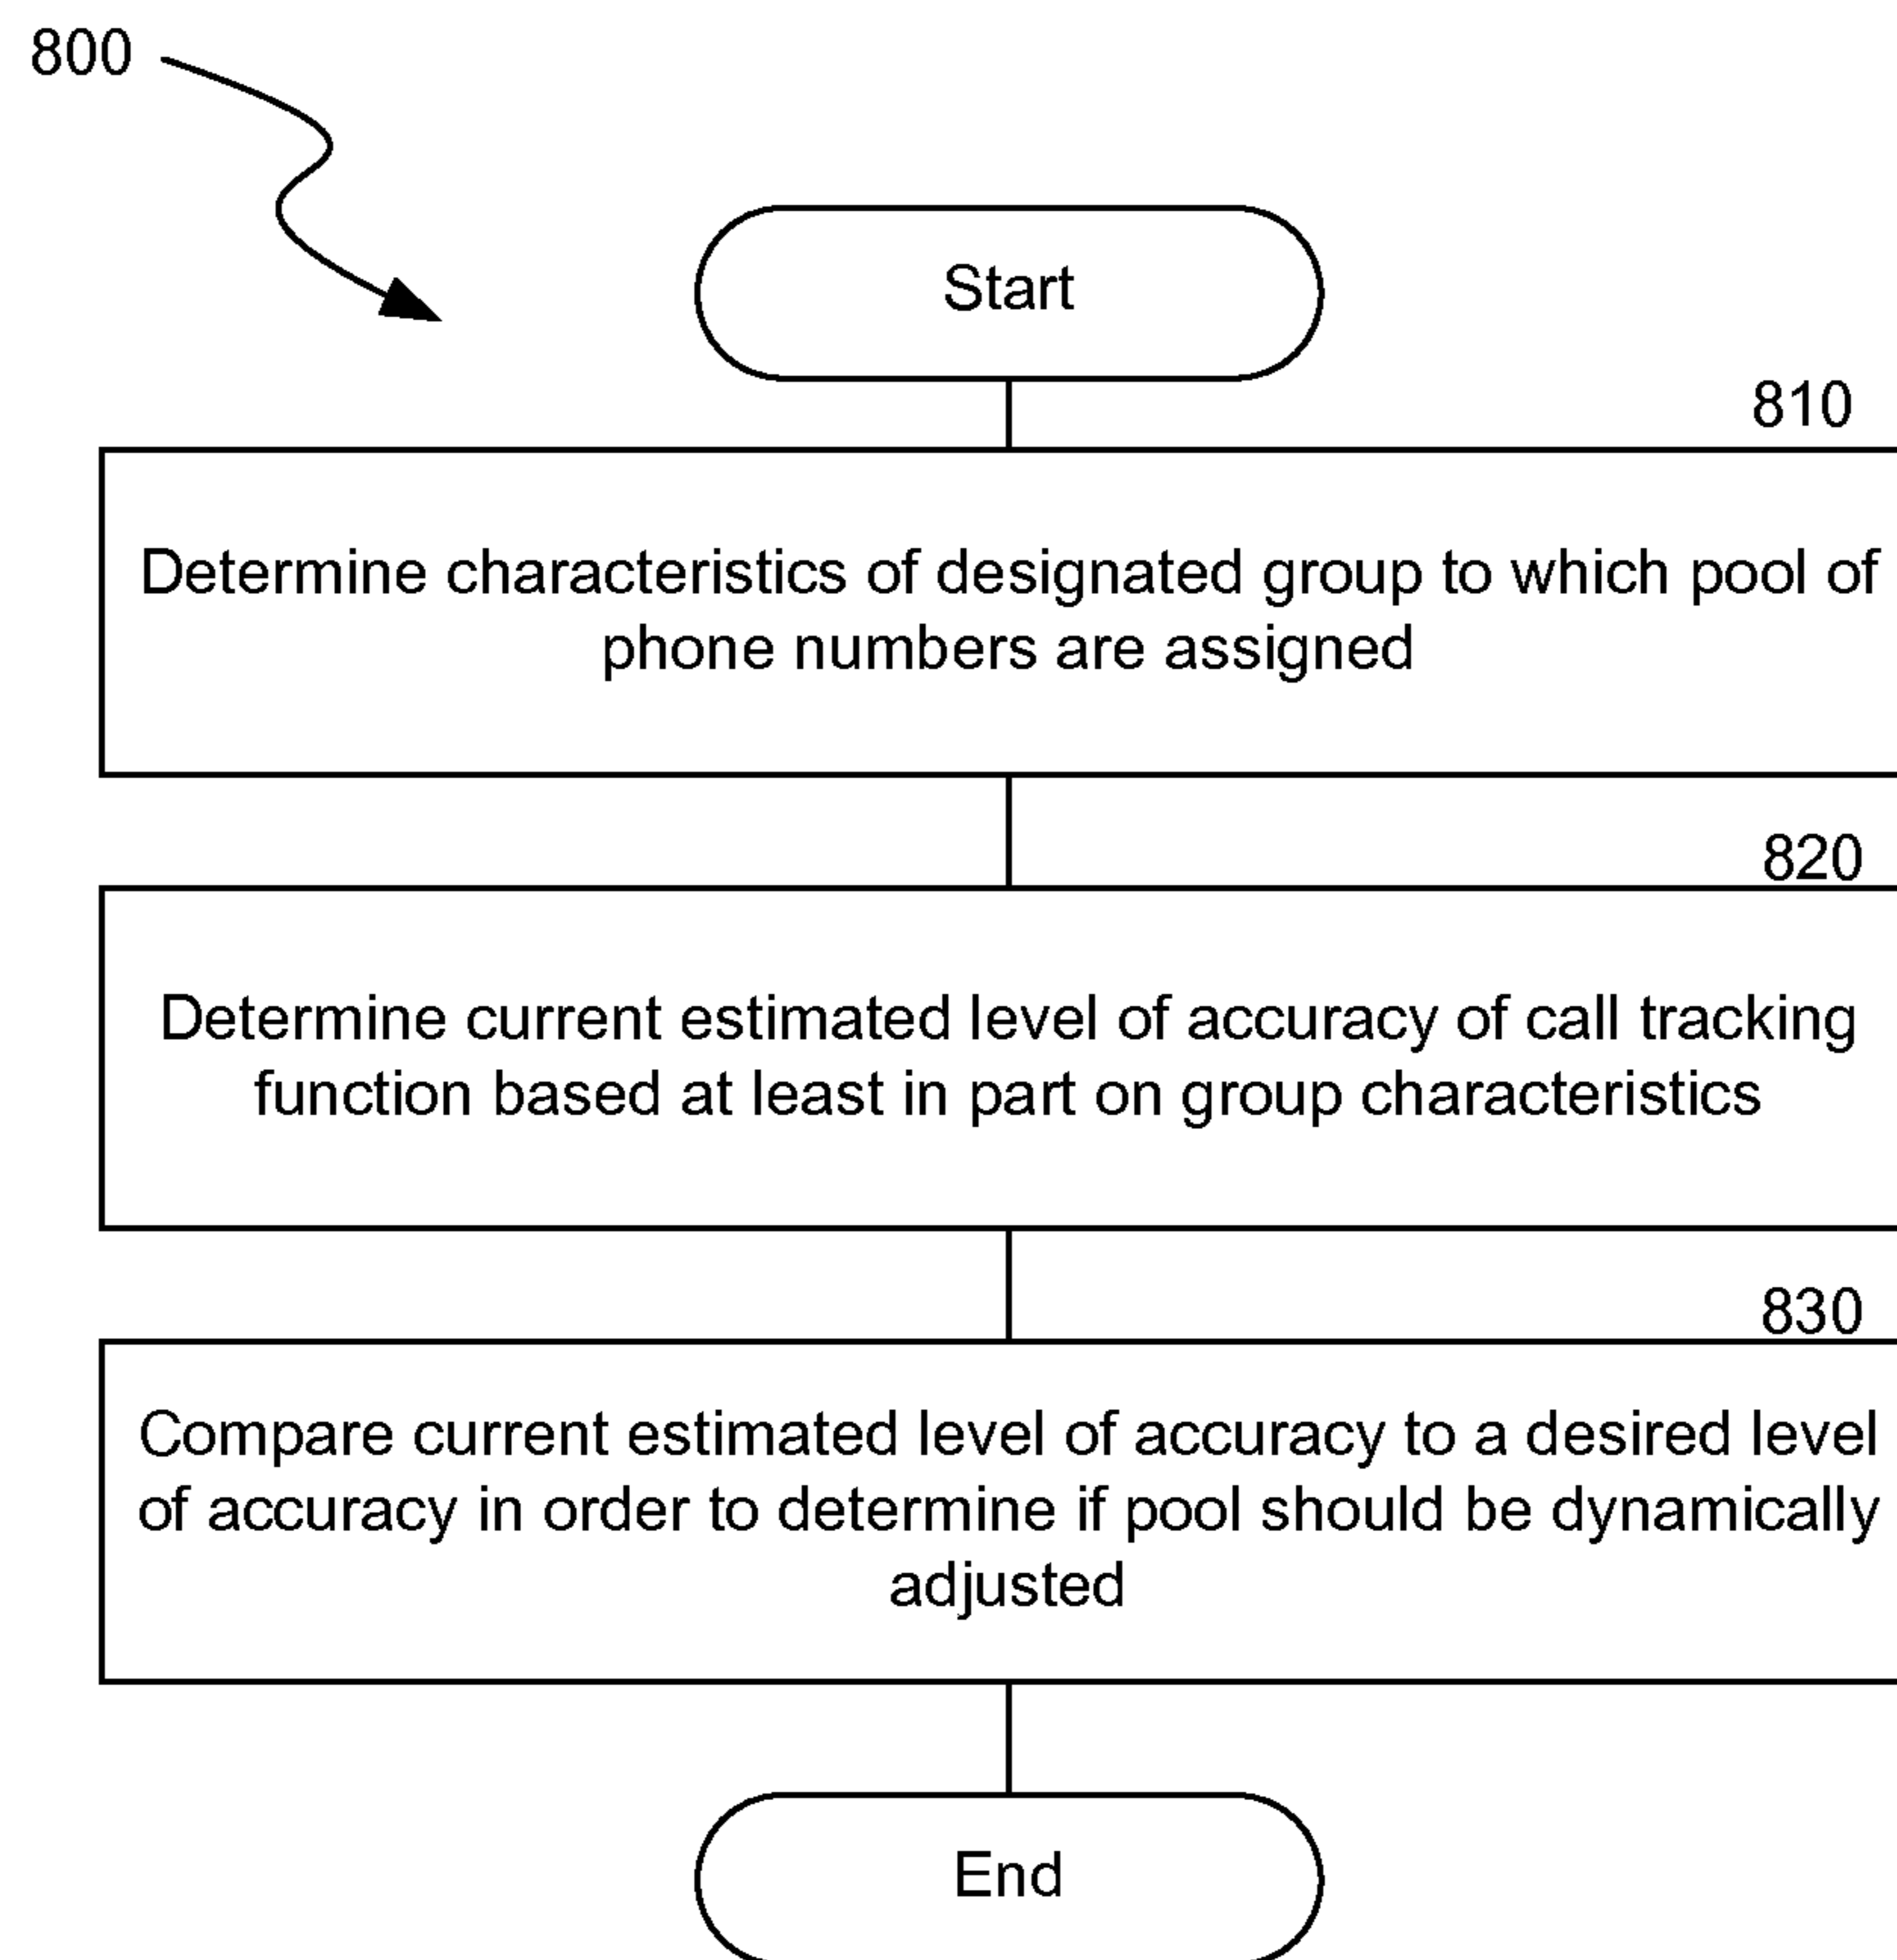 800
Start
810
Determine characteristics of designated group to which pool of
phone numbers are assigned
820
Determine current estimated level of accuracy of call tracking
function based at least in part on group characteristics
830
Compare current estimated level of accuracy to a desired level
of accuracy in order to determine if pool should be dynamically
adjusted
End